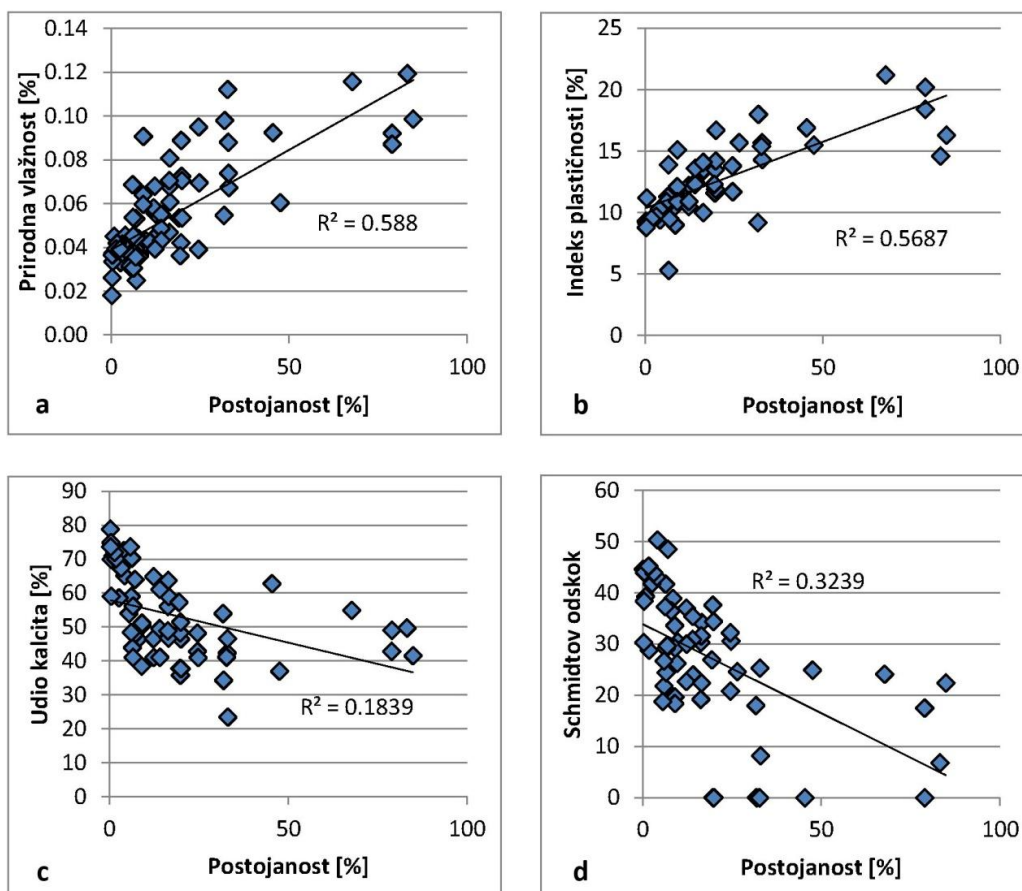 0.14
0.12
0.10
0.08
0.06
0.04
0.02
0.00
Prirodna vlažnost [%]
R² = 0.588
0 50 100
a
Postojanost [%]
25
20
15
10
5
0
Indeks plastičnosti [%]
R² = 0.5687
0 50 100
b
Postojanost [%]
90
80
70
60
50
40
30
20
10
0
Udio kalcita [%]
R² = 0.1839
0 50 100
c
Postojanost [%]
60
50
40
30
20
10
0
Schmidtov odskok
R² = 0.3239
0 50 100
d
Postojanost [%]